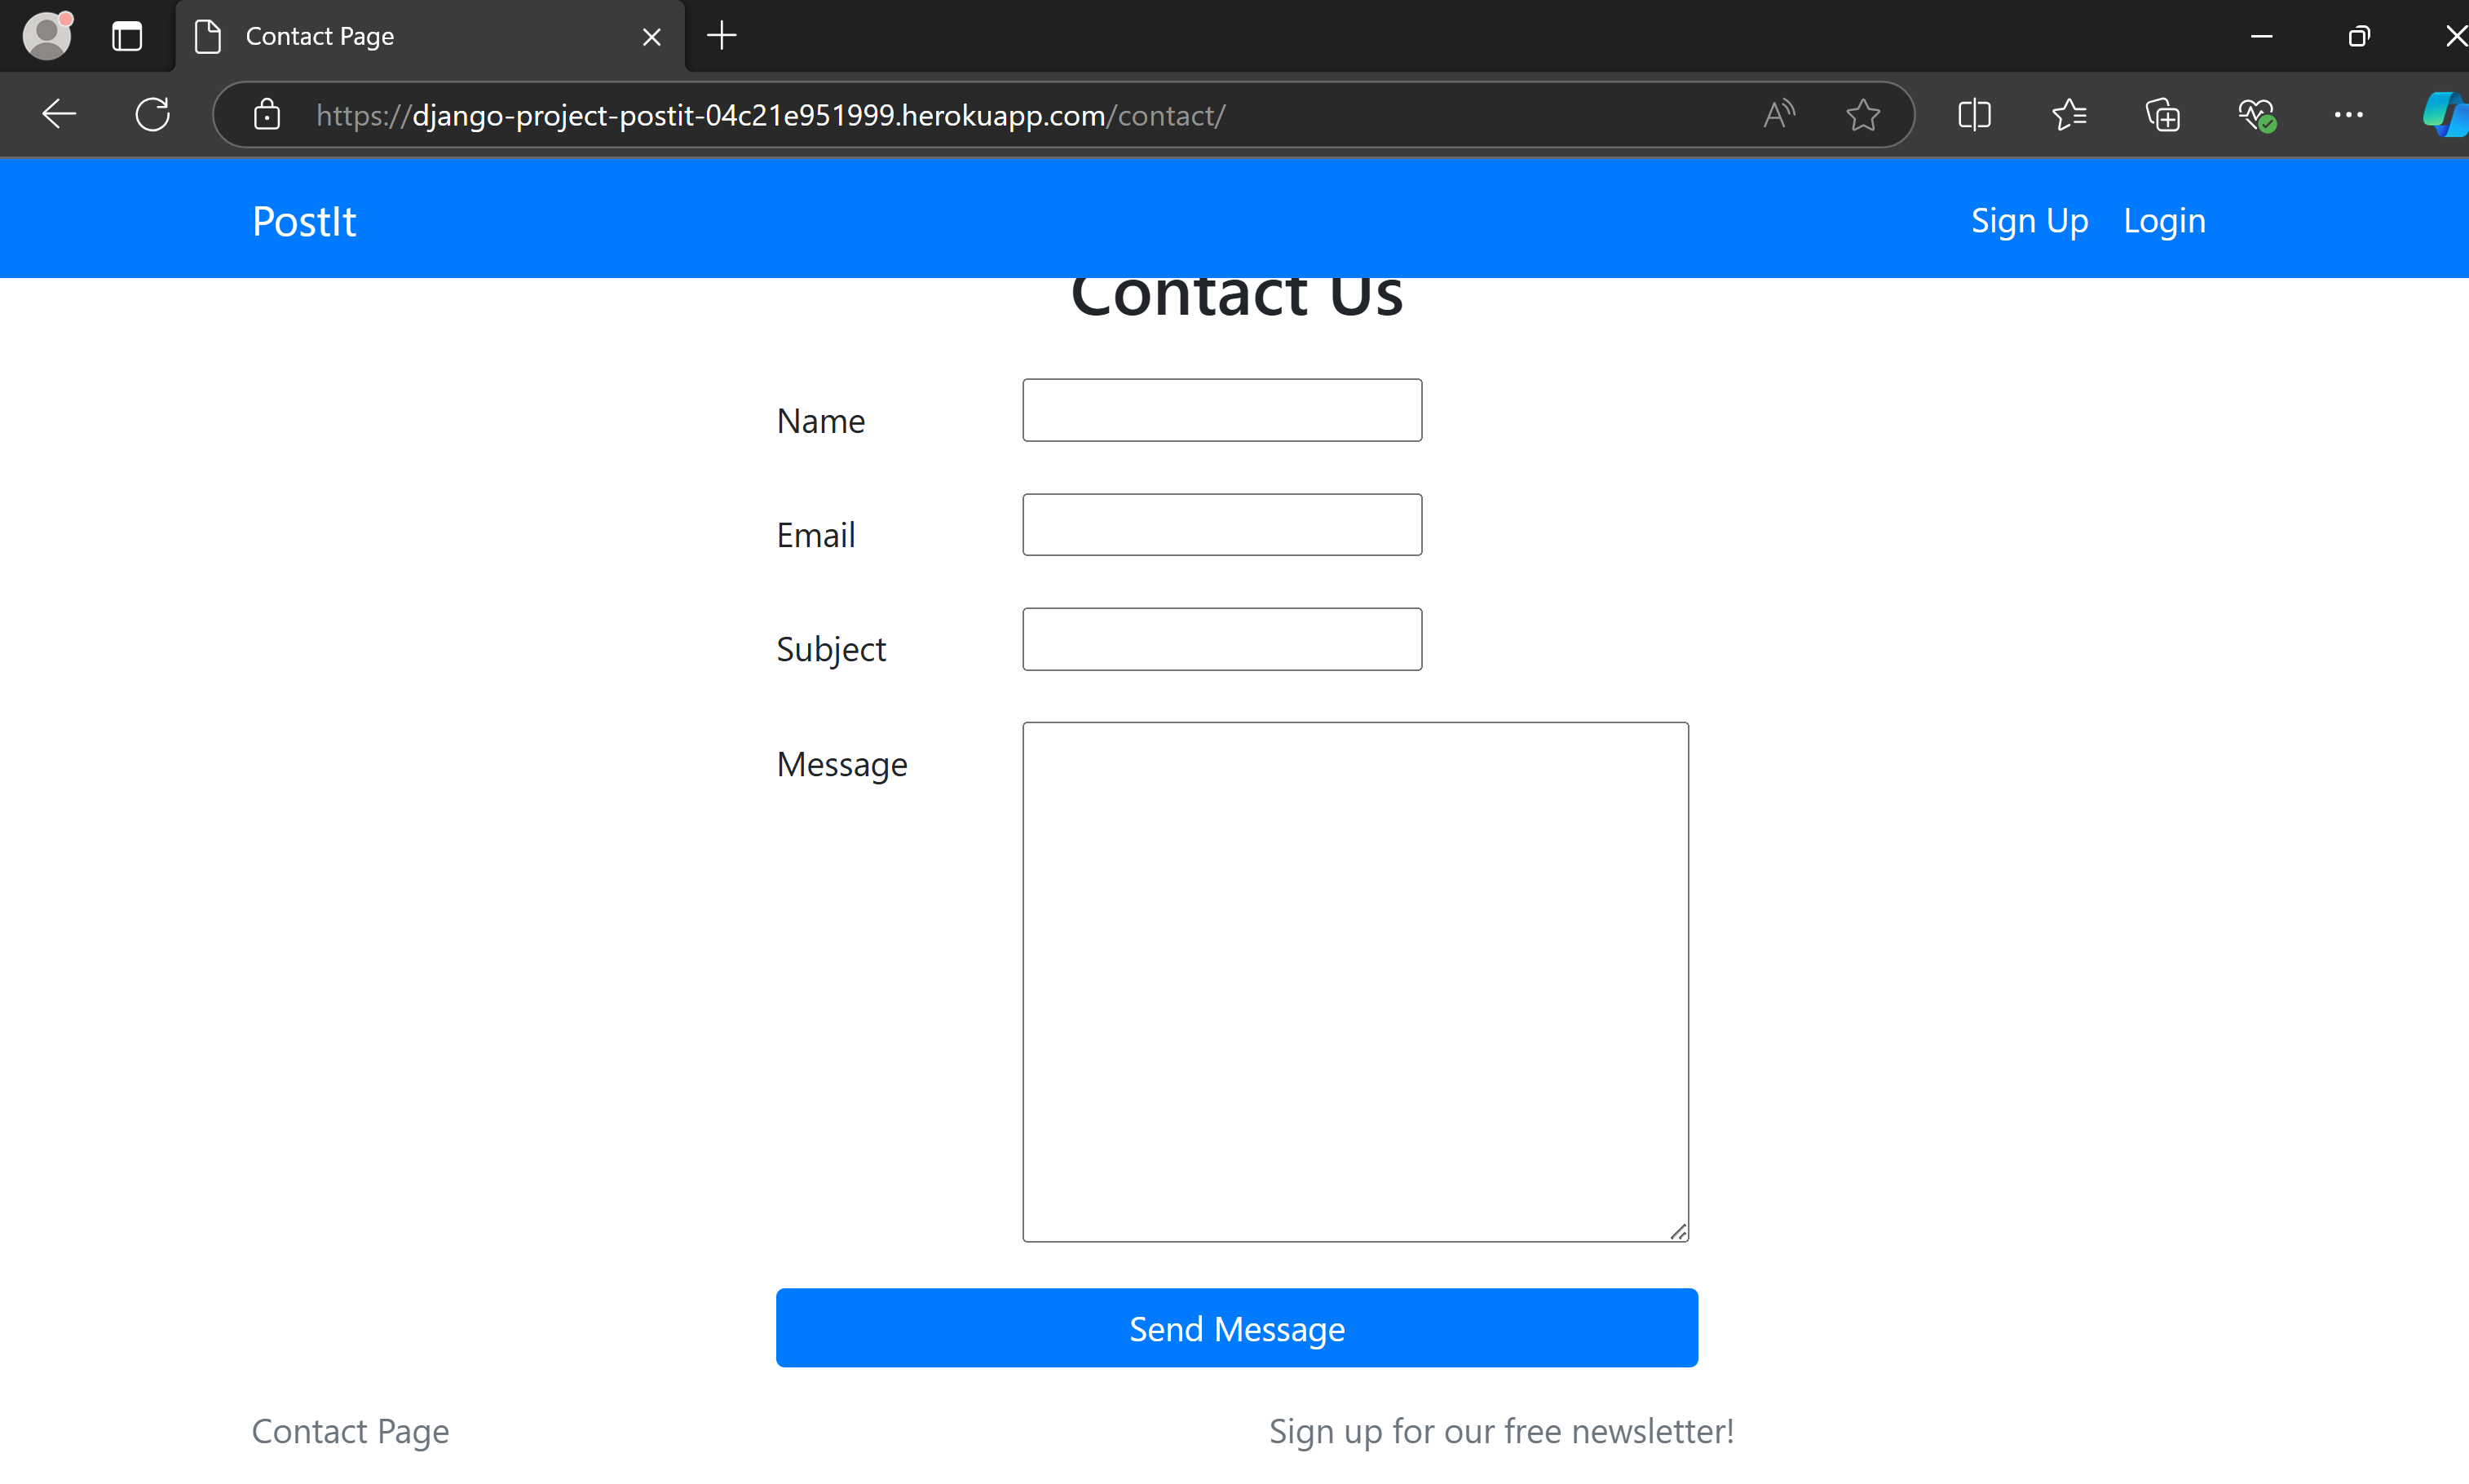 Contact Page
https://django-project-postit-04c21e951999.herokuapp.com/contact/
PostIt
Sign Up
Login
Contact Us
Name
Email
Subject
Message
Send Message
Contact Page
Sign up for our free newsletter!